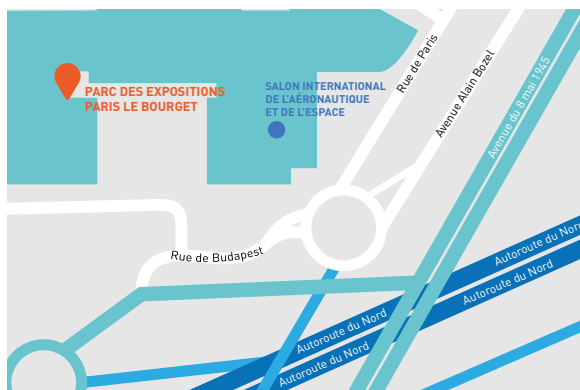 PARC DES EXPOSITIONS
PARIS LE BOURGET
SALON INTERNATIONAL
DE L'AÉRONAUTIQUE
ET DE L'ESPACE
Rue de Paris
Avenue Alain Bozel
Avenue du 8 mai 1945
Rue de Budapest
Autoroute du Nord
Autoroute du Nord
Autoroute du Nord
Autoroute du Nord